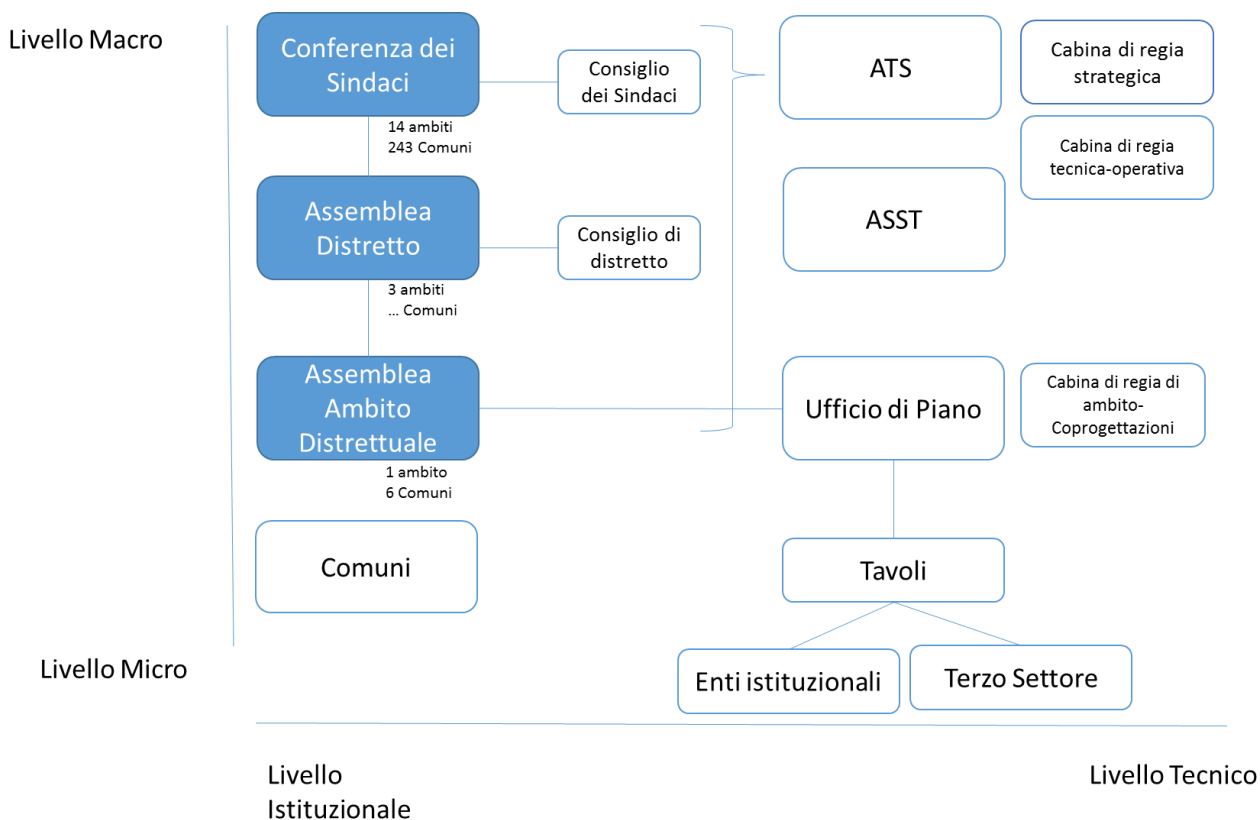 Livello Macro
Conferenza dei
Sindaci
Consiglio
dei Sindaci
14 ambiti
243 Comuni
ATS
Cabina di regia
strategica
Cabina di regia
tecnica-operativa
Assemblea
Distretto
Consiglio di
distretto
3 ambiti
... Comuni
ASST
Assemblea
Ambito
Distrettuale
1 ambito
6 Comuni
Ufficio di Piano
Cabina di regia di
ambito-
Coprogettazioni
Comuni
Tavoli
Livello Micro
Enti istituzionali
Terzo Settore
Livello
Istituzionale
Livello Tecnico